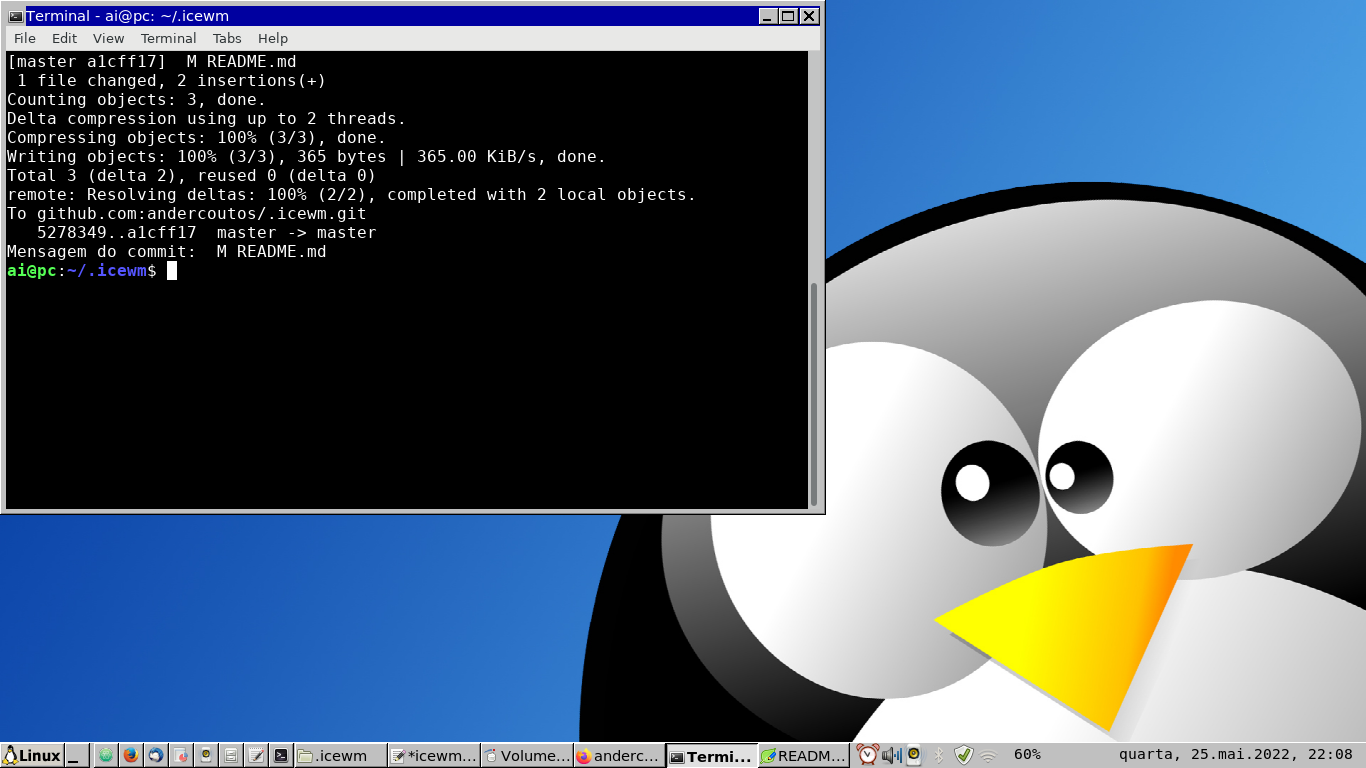 Terminal - ai@pc: ~/.icewm
File Edit View Terminal Tabs Help
[master a1cff17]  M README.md
 1 file changed, 2 insertions(+)
Counting objects: 3, done.
Delta compression using up to 2 threads.
Compressing objects: 100% (3/3), done.
Writing objects: 100% (3/3), 365 bytes | 365.00 KiB/s, done.
Total 3 (delta 2), reused 0 (delta 0)
remote: Resolving deltas: 100% (2/2), completed with 2 local objects.
To github.com:andercoutos/.icewm.git
   5278349..a1cff17  master -> master
Mensagem do commit:  M README.md
ai@pc:~/.icewm$
Linux .icewm *icewm... Volume... anderc... Termi... READM... 60% quarta, 25.mai.2022, 22:08